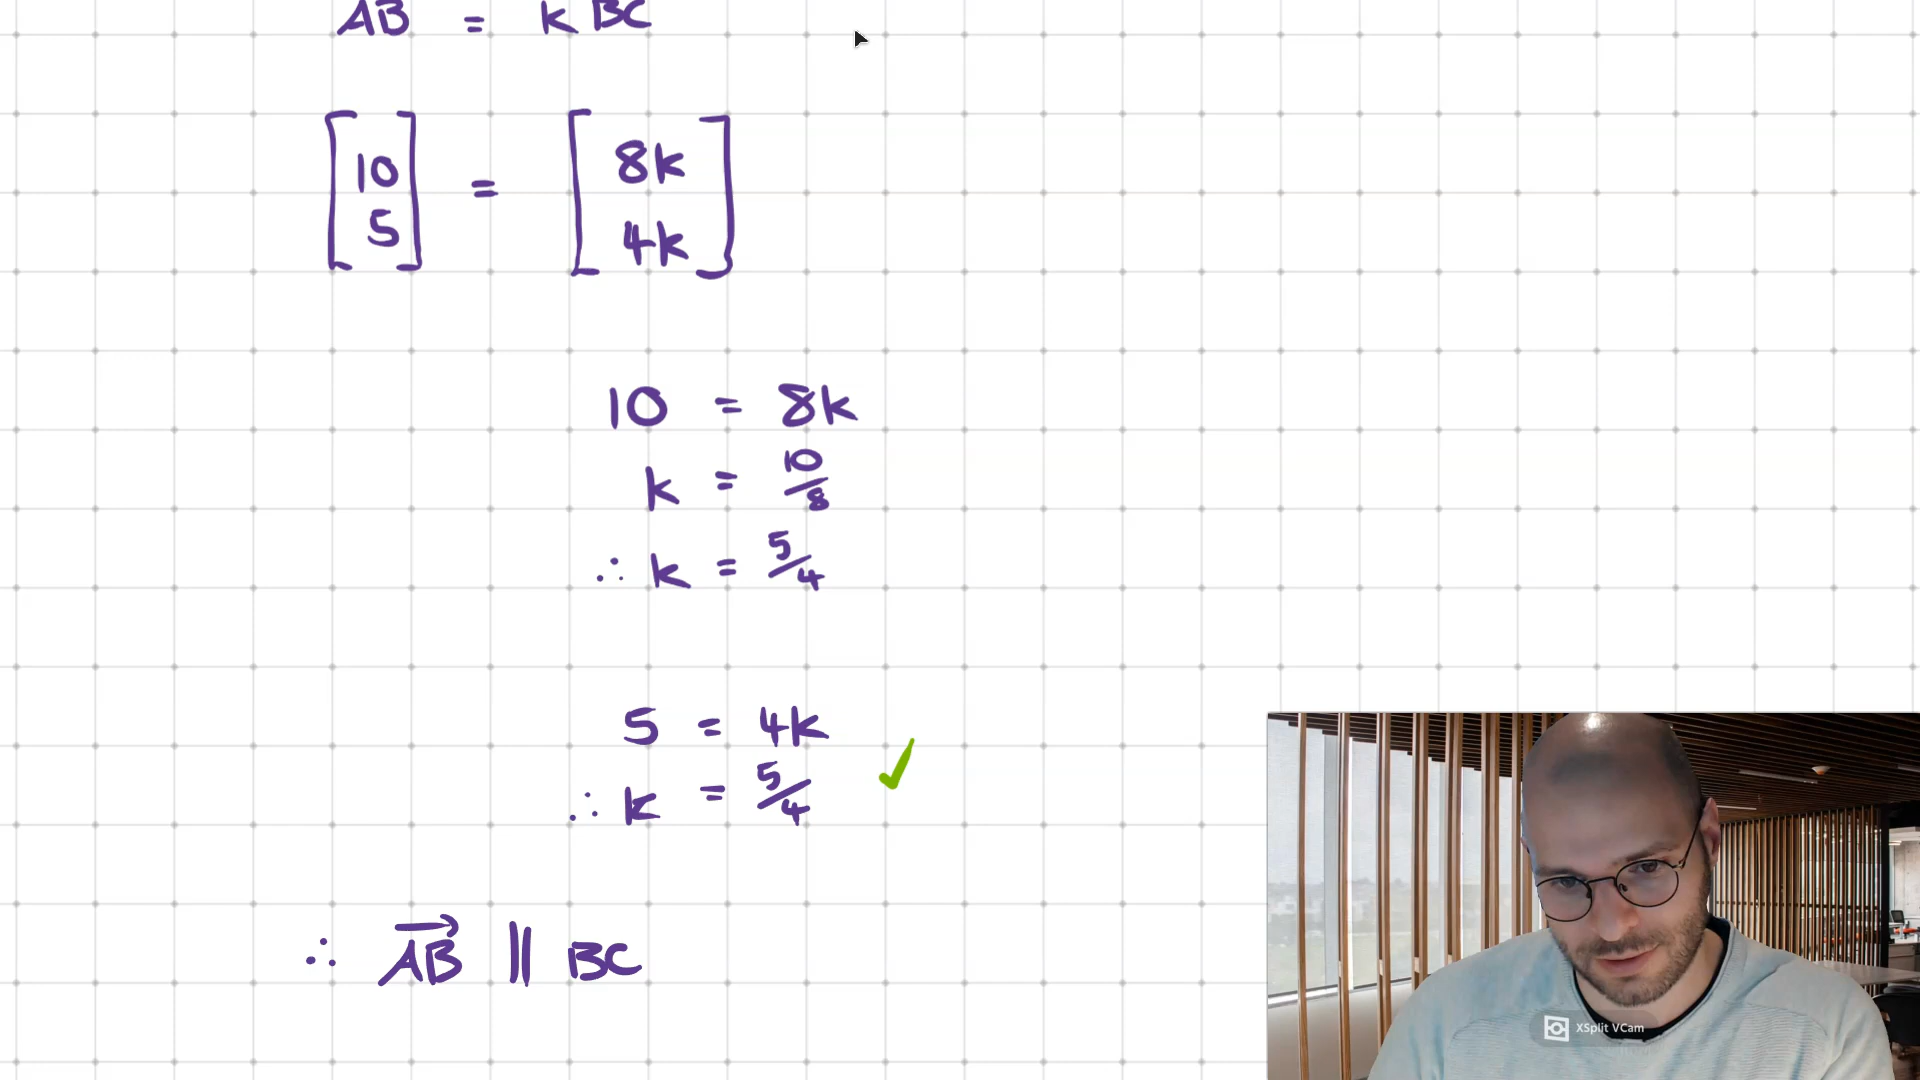 AB = k BC
[10 5] = [8k 4k]
10 = 8k
k = 10/8
∴ k = 5/4
5 = 4k ✓
∴ k = 5/4
∴ A͞B⃗ ∥ BC
XSplit VCam